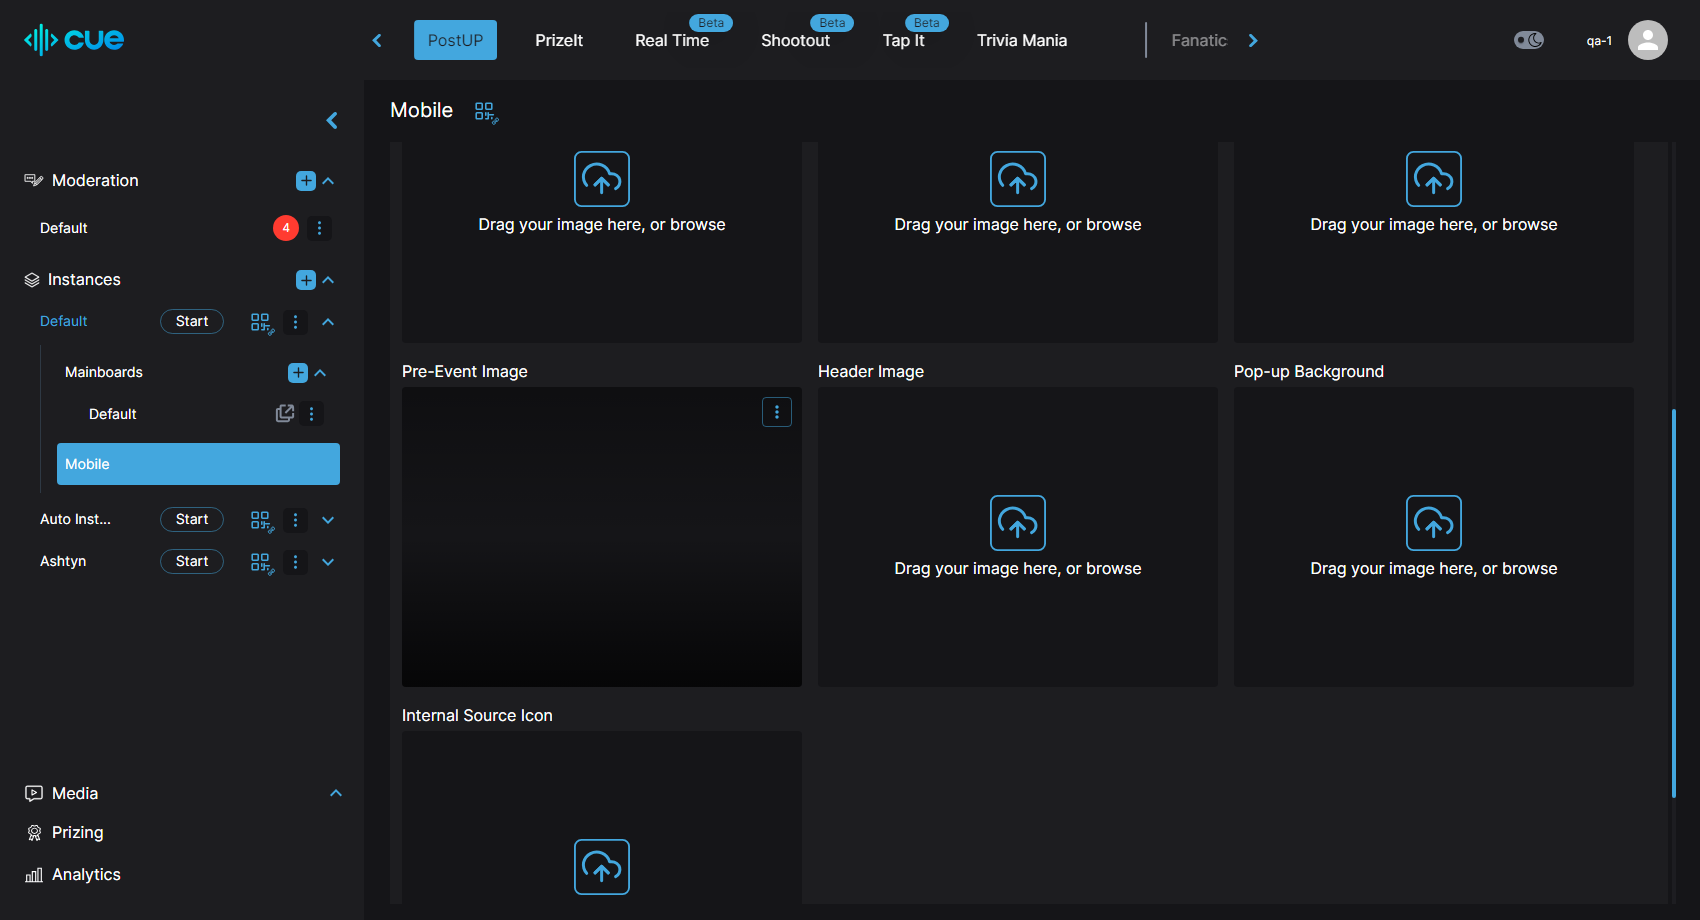 cue
PostUP
PrizeIt
Real Time
Beta
Shootout
Beta
Tap It
Beta
Trivia Mania
Fanatic
qa-1
Moderation
Default
4
Instances
Default
Start
Mainboards
Default
Mobile
Auto Inst...
Start
Ashtyn
Start
Media
Prizing
Analytics
Mobile
Drag your image here, or browse
Drag your image here, or browse
Drag your image here, or browse
Pre-Event Image
Header Image
Drag your image here, or browse
Pop-up Background
Drag your image here, or browse
Internal Source Icon